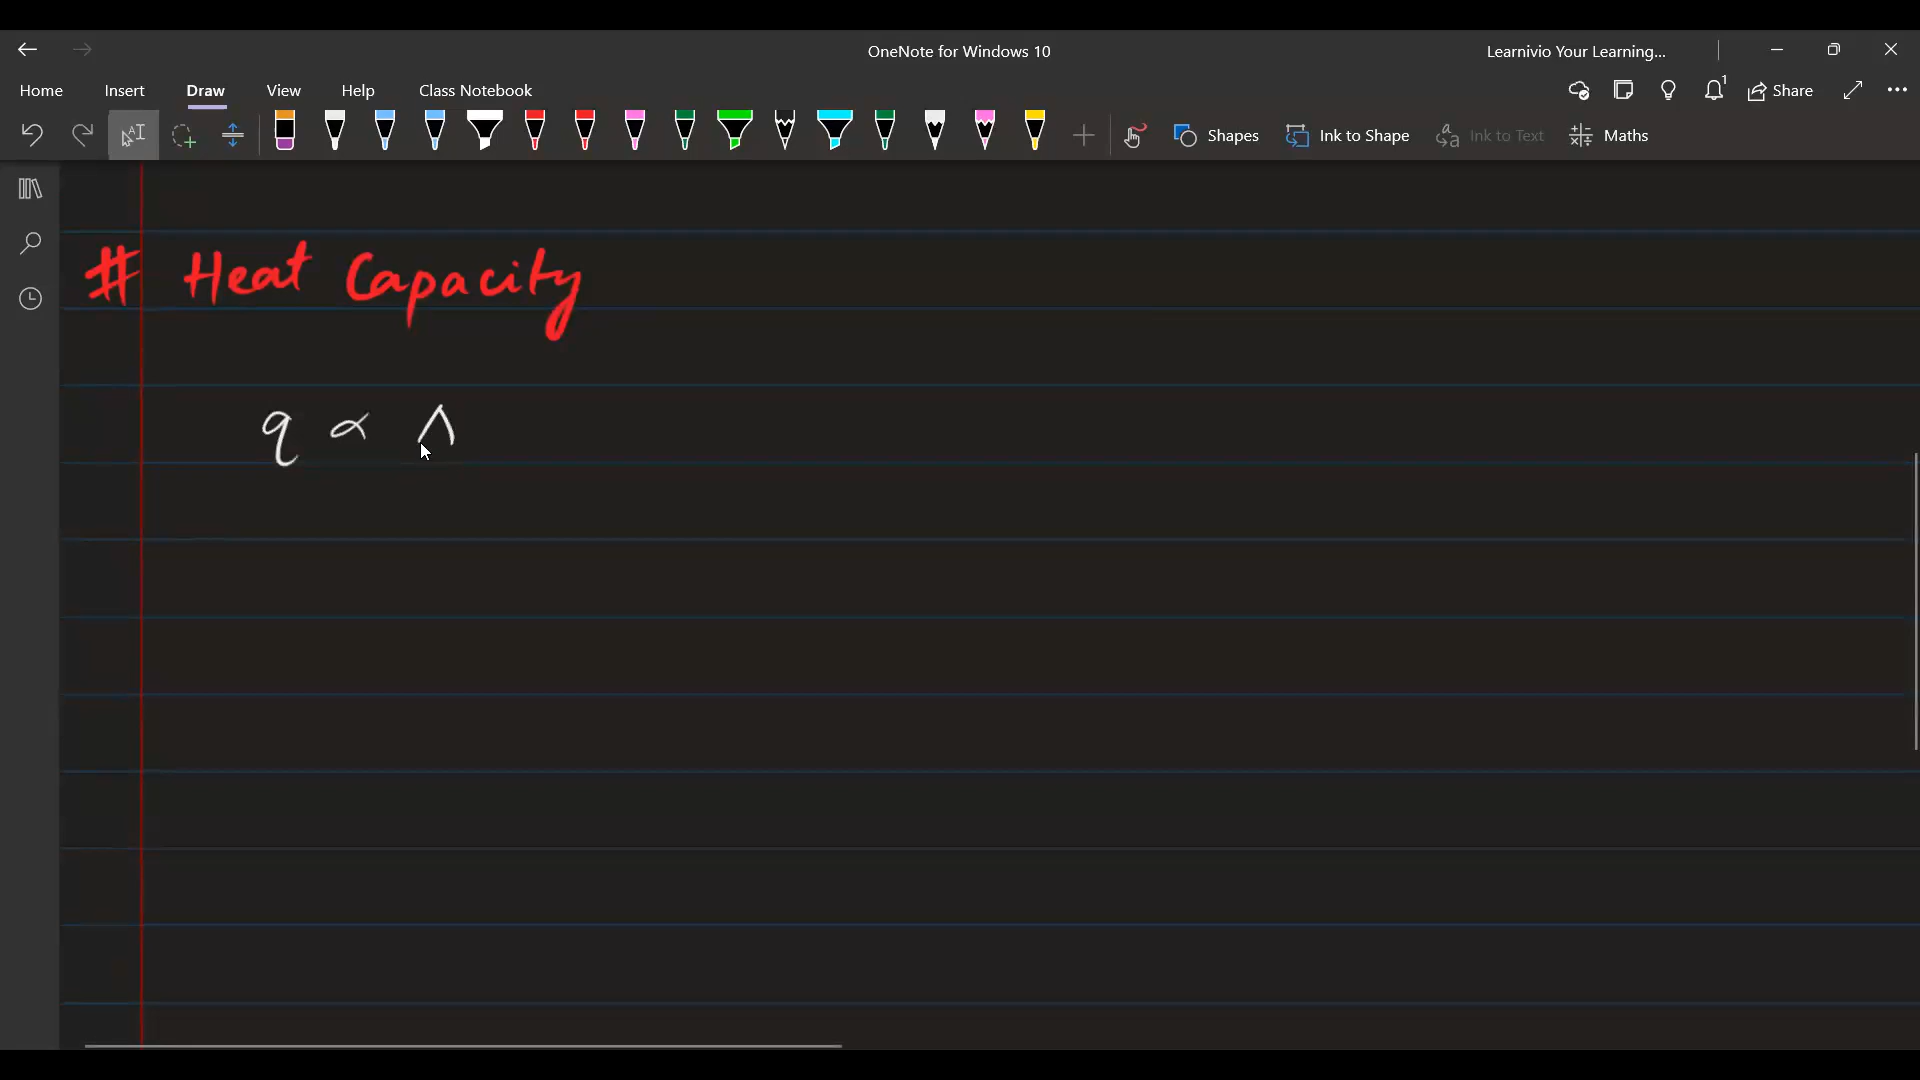 OneNote for Windows 10
Learnivio Your Learning...
Home Insert Draw View Help Class Notebook
1
Share
Shapes Ink to Shape Ink to Text Maths
# Heat Capacity
q ∝ ∧